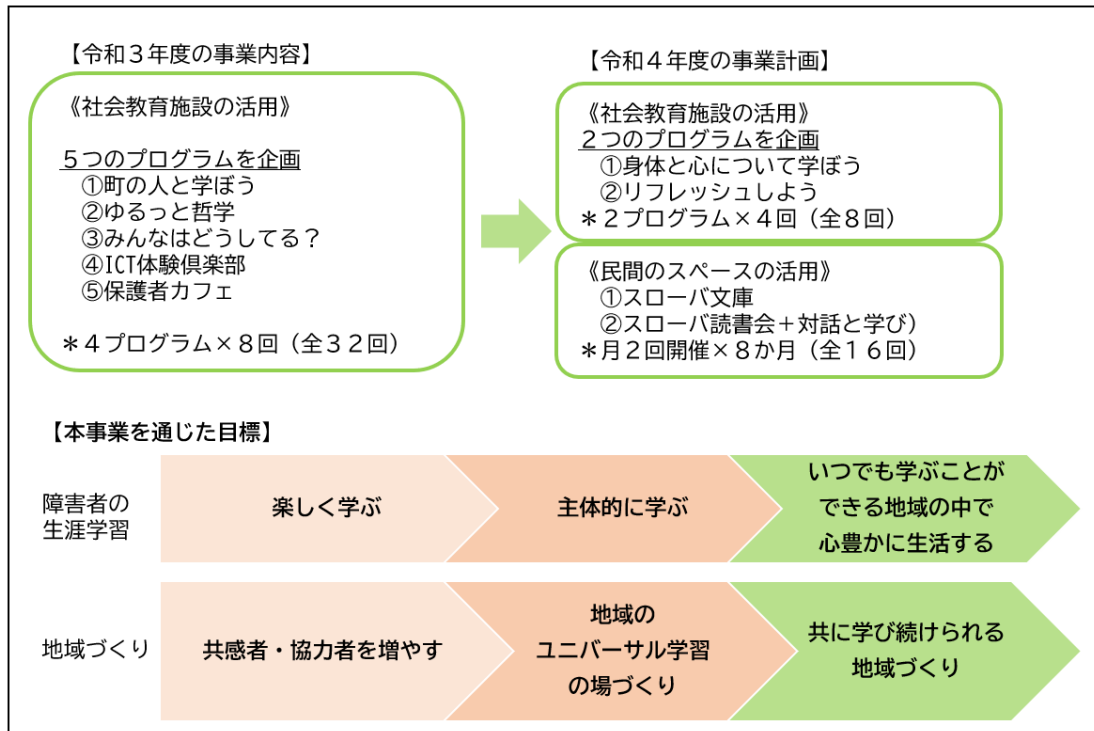 【令和３年度の事業内容】
《社会教育施設の活用》
５つのプログラムを企画
①町の人と学ぼう
②ゆるっと哲学
③みんなはどうしてる？
④ICT体験倶楽部
⑤保護者カフェ
＊４プログラム×８回（全３２回）
【令和４年度の事業計画】
《社会教育施設の活用》
２つのプログラムを企画
①身体と心について学ぼう
②リフレッシュしよう
＊２プログラム×４回（全８回）
《民間のスペースの活用》
①スローバ文庫
②スローバ読書会＋対話と学び）
＊月２回開催×８か月（全１６回）
【本事業を通じた目標】
障害者の
生涯学習
楽しく学ぶ
主体的に学ぶ
いつでも学ぶことが
できる地域の中で
心豊かに生活する
地域づくり
共感者・協力者を増やす
地域の
ユニバーサル学習
の場づくり
共に学び続けられる
地域づくり